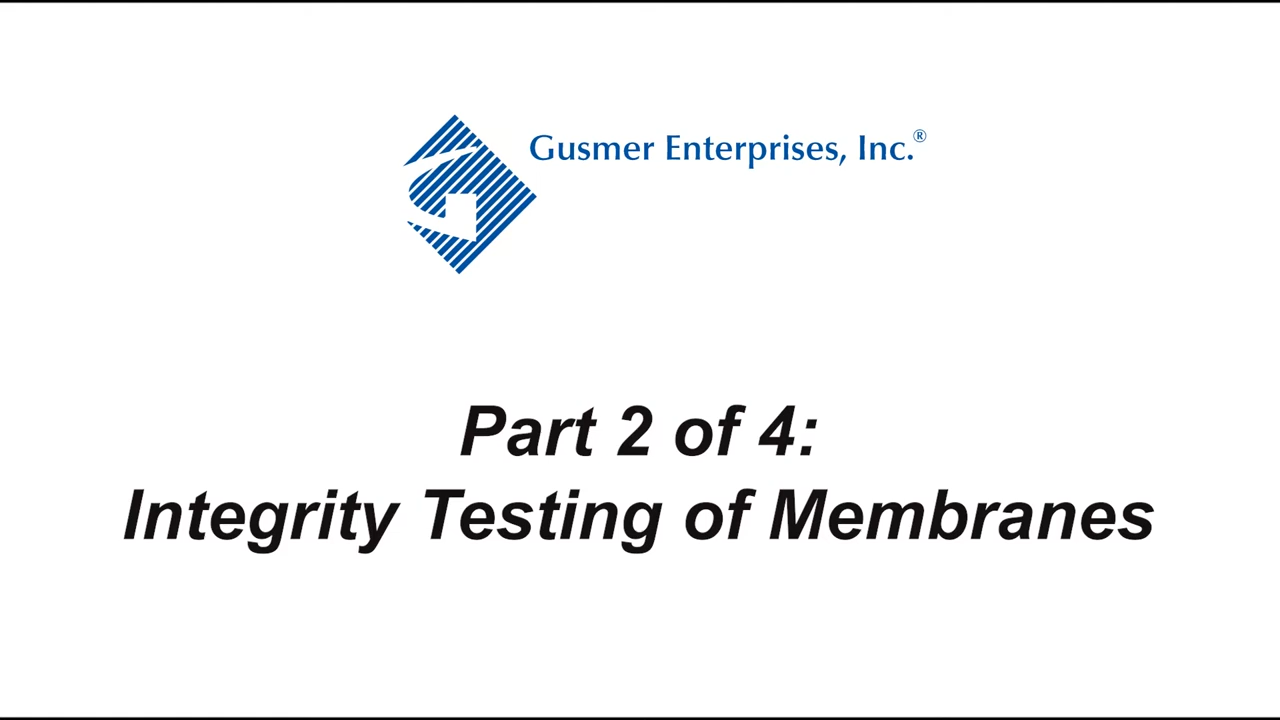 Gusmer Enterprises, Inc.®
Part 2 of 4:
Integrity Testing of Membranes